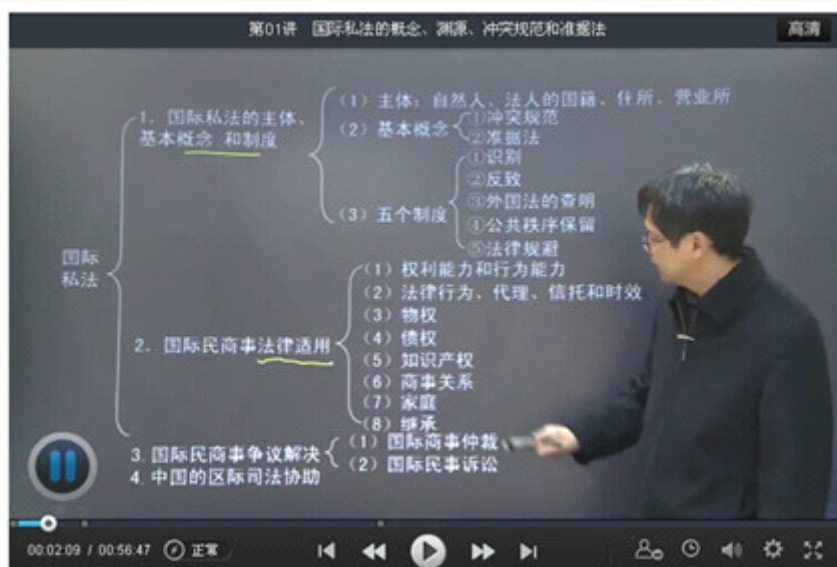 第01讲 国际私法的概念、渊源、冲突规范和准据法
高清
1. 国际私法的主体、
基本概念 和制度
(1) 主体：自然人、法人的国籍、住所、营业所
(2) 基本概念
①冲突规范
②准据法
(3) 五个制度
①识别
②反致
③外国法的查明
④公共秩序保留
⑤法律规避
国际
私法
2. 国际民商事法律适用
(1) 权利能力和行为能力
(2) 法律行为、代理、信托和时效
(3) 物权
(4) 债权
(5) 知识产权
(6) 商事关系
(7) 家庭
(8) 继承
3. 国际民商事争议解决
(1) 国际商事仲裁
(2) 国际民事诉讼
4. 中国的区际司法协助
00:02:09 / 00:56:47 正常